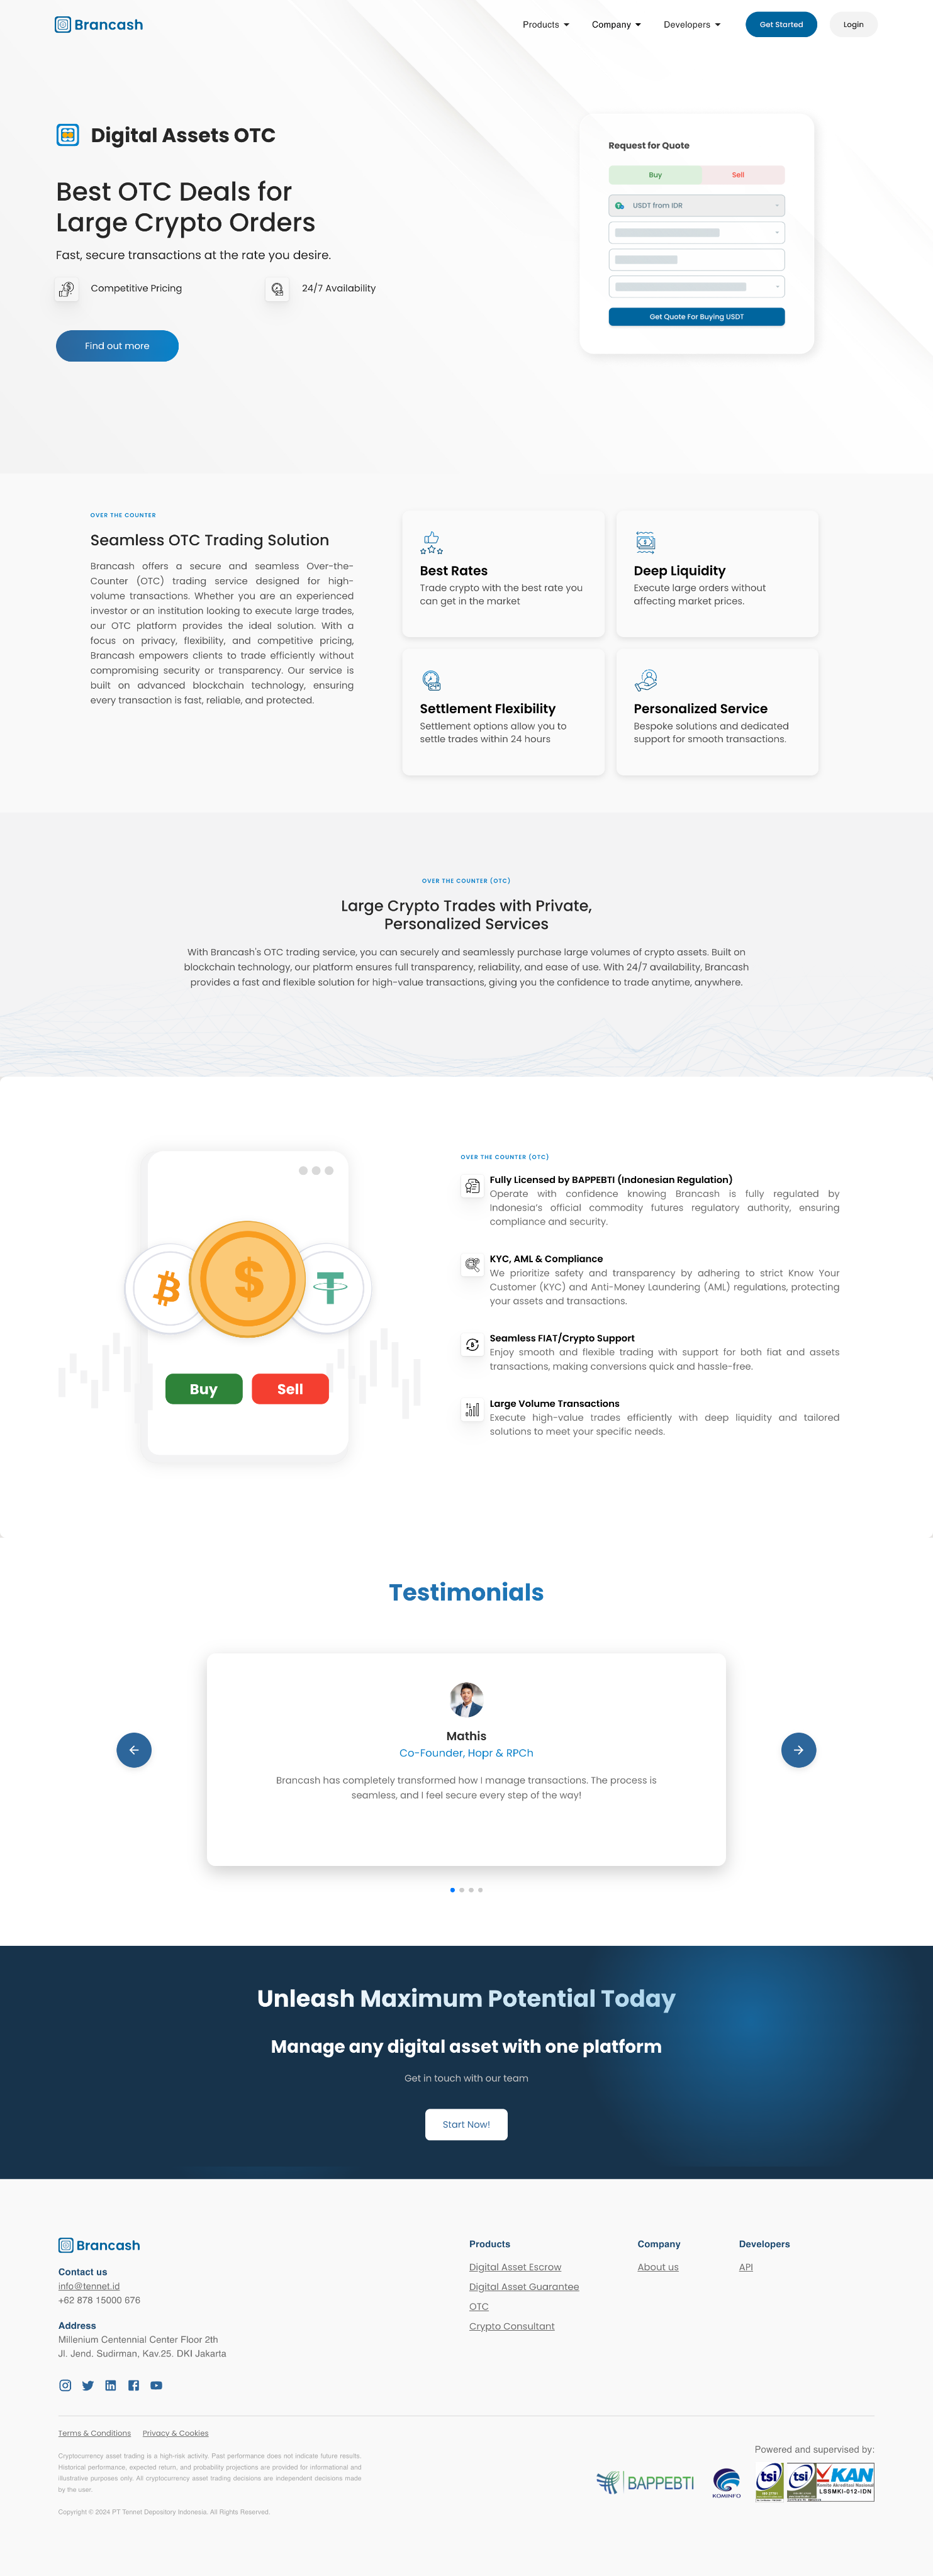 Brancash
Products
Company
Developers
Get Started
Login
Digital Assets OTC
Best OTC Deals for
Large Crypto Orders
Fast, secure transactions at the rate you desire.
Competitive Pricing
24/7 Availability
Find out more
Request for Quote
Buy
Sell
USDT from IDR
Get Quote For Buying USDT
OVER THE COUNTER
Seamless OTC Trading Solution
Brancash offers a secure and seamless Over-the-
Counter (OTC) trading service designed for high-
volume transactions. Whether you are an experienced
investor or an institution looking to execute large trades,
our OTC platform provides the ideal solution. With a
focus on privacy, flexibility, and competitive pricing,
Brancash empowers clients to trade efficiently without
compromising security or transparency. Our service is
built on advanced blockchain technology, ensuring
every transaction is fast, reliable, and protected.
Best Rates
Trade crypto with the best rate you
can get in the market
Deep Liquidity
Execute large orders without
affecting market prices.
Settlement Flexibility
Settlement options allow you to
settle trades within 24 hours
Personalized Service
Bespoke solutions and dedicated
support for smooth transactions.
OVER THE COUNTER (OTC)
Large Crypto Trades with Private,
Personalized Services
With Brancash's OTC trading service, you can securely and seamlessly purchase large volumes of crypto assets. Built on
blockchain technology, our platform ensures full transparency, reliability, and ease of use. With 24/7 availability, Brancash
provides a fast and flexible solution for high-value transactions, giving you the confidence to trade anytime, anywhere.
Buy
Sell
OVER THE COUNTER (OTC)
Fully Licensed by BAPPEBTI (Indonesian Regulation)
Operate with confidence knowing Brancash is fully regulated by
Indonesia's official commodity futures regulatory authority, ensuring
compliance and security.
KYC, AML & Compliance
We prioritize safety and transparency by adhering to strict Know Your
Customer (KYC) and Anti-Money Laundering (AML) regulations, protecting
your assets and transactions.
Seamless FIAT/Crypto Support
Enjoy smooth and flexible trading with support for both fiat and assets
transactions, making conversions quick and hassle-free.
Large Volume Transactions
Execute high-value trades efficiently with deep liquidity and tailored
solutions to meet your specific needs.
Testimonials
Mathis
Co-Founder, Hopr & RPCh
Brancash has completely transformed how I manage transactions. The process is
seamless, and I feel secure every step of the way!
Unleash Maximum Potential Today
Manage any digital asset with one platform
Get in touch with our team
Start Now!
Brancash
Contact us
info@tennet.id
+62 878 15000 676
Address
Millenium Centennial Center Floor 2th
Jl. Jend. Sudirman, Kav.25. DKI Jakarta
Products
Digital Asset Escrow
Digital Asset Guarantee
OTC
Crypto Consultant
Company
About us
Developers
API
Terms & Conditions
Privacy & Cookies
Cryptocurrency asset trading is a high-risk activity. Past performance does not indicate future results.
Historical performance, expected return, and probability projections are provided for informational and
illustrative purposes only. All cryptocurrency asset trading decisions are independent decisions made
by the user.
Copyright © 2024 PT Tennet Depository Indonesia. All Rights Reserved.
Powered and supervised by:
BAPPEBTI
KOMINFO
tsi
tsi
KAN
Komite Akreditasi Nasional
LSSMKI-012-IDN